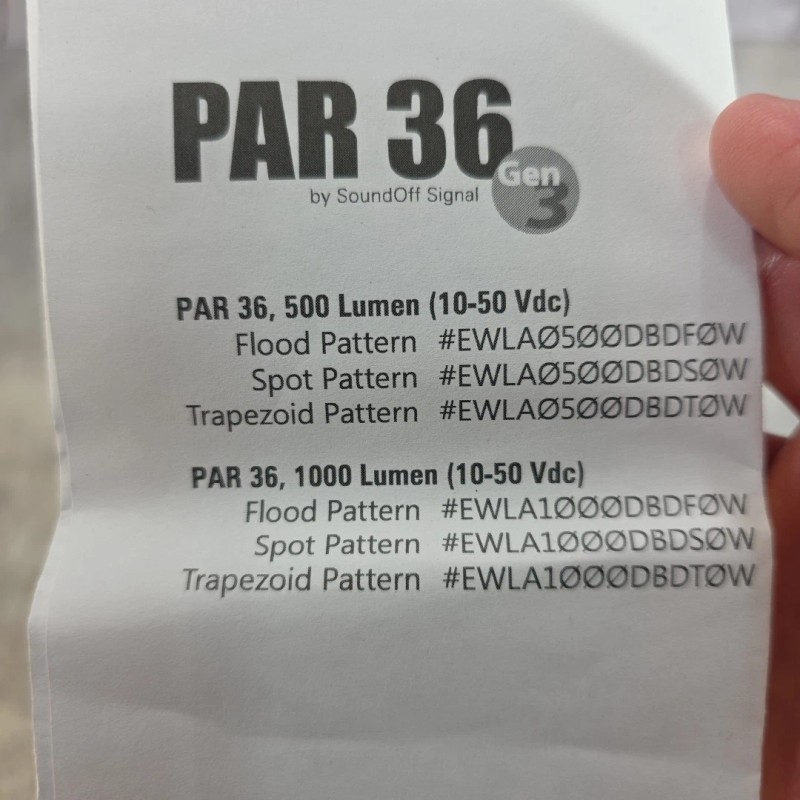 PAR 36
Gen
3
by SoundOff Signal
PAR 36, 500 Lumen (10-50 Vdc)
Flood Pattern #EWLAØ5ØØDBDFØW
Spot Pattern #EWLAØ5ØØDBDSØW
Trapezoid Pattern #EWLAØ5ØØDBDTØW
PAR 36, 1000 Lumen (10-50 Vdc)
Flood Pattern #EWLA1ØØØDBDFØW
Spot Pattern #EWLA1ØØØDBDSØW
Trapezoid Pattern #EWLA1ØØØDBDTØW